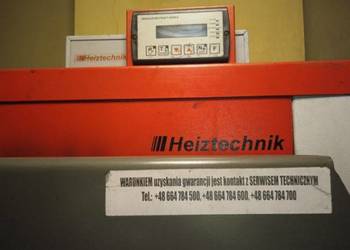 Heiztechnik
Heiztechnik
WARUNKIEM uzyskania gwarancji jest kontakt z SERWISEM TECHNICZNYM
Tel.: +48 664 784 500, +48 664 784 600, +48 664 784 700